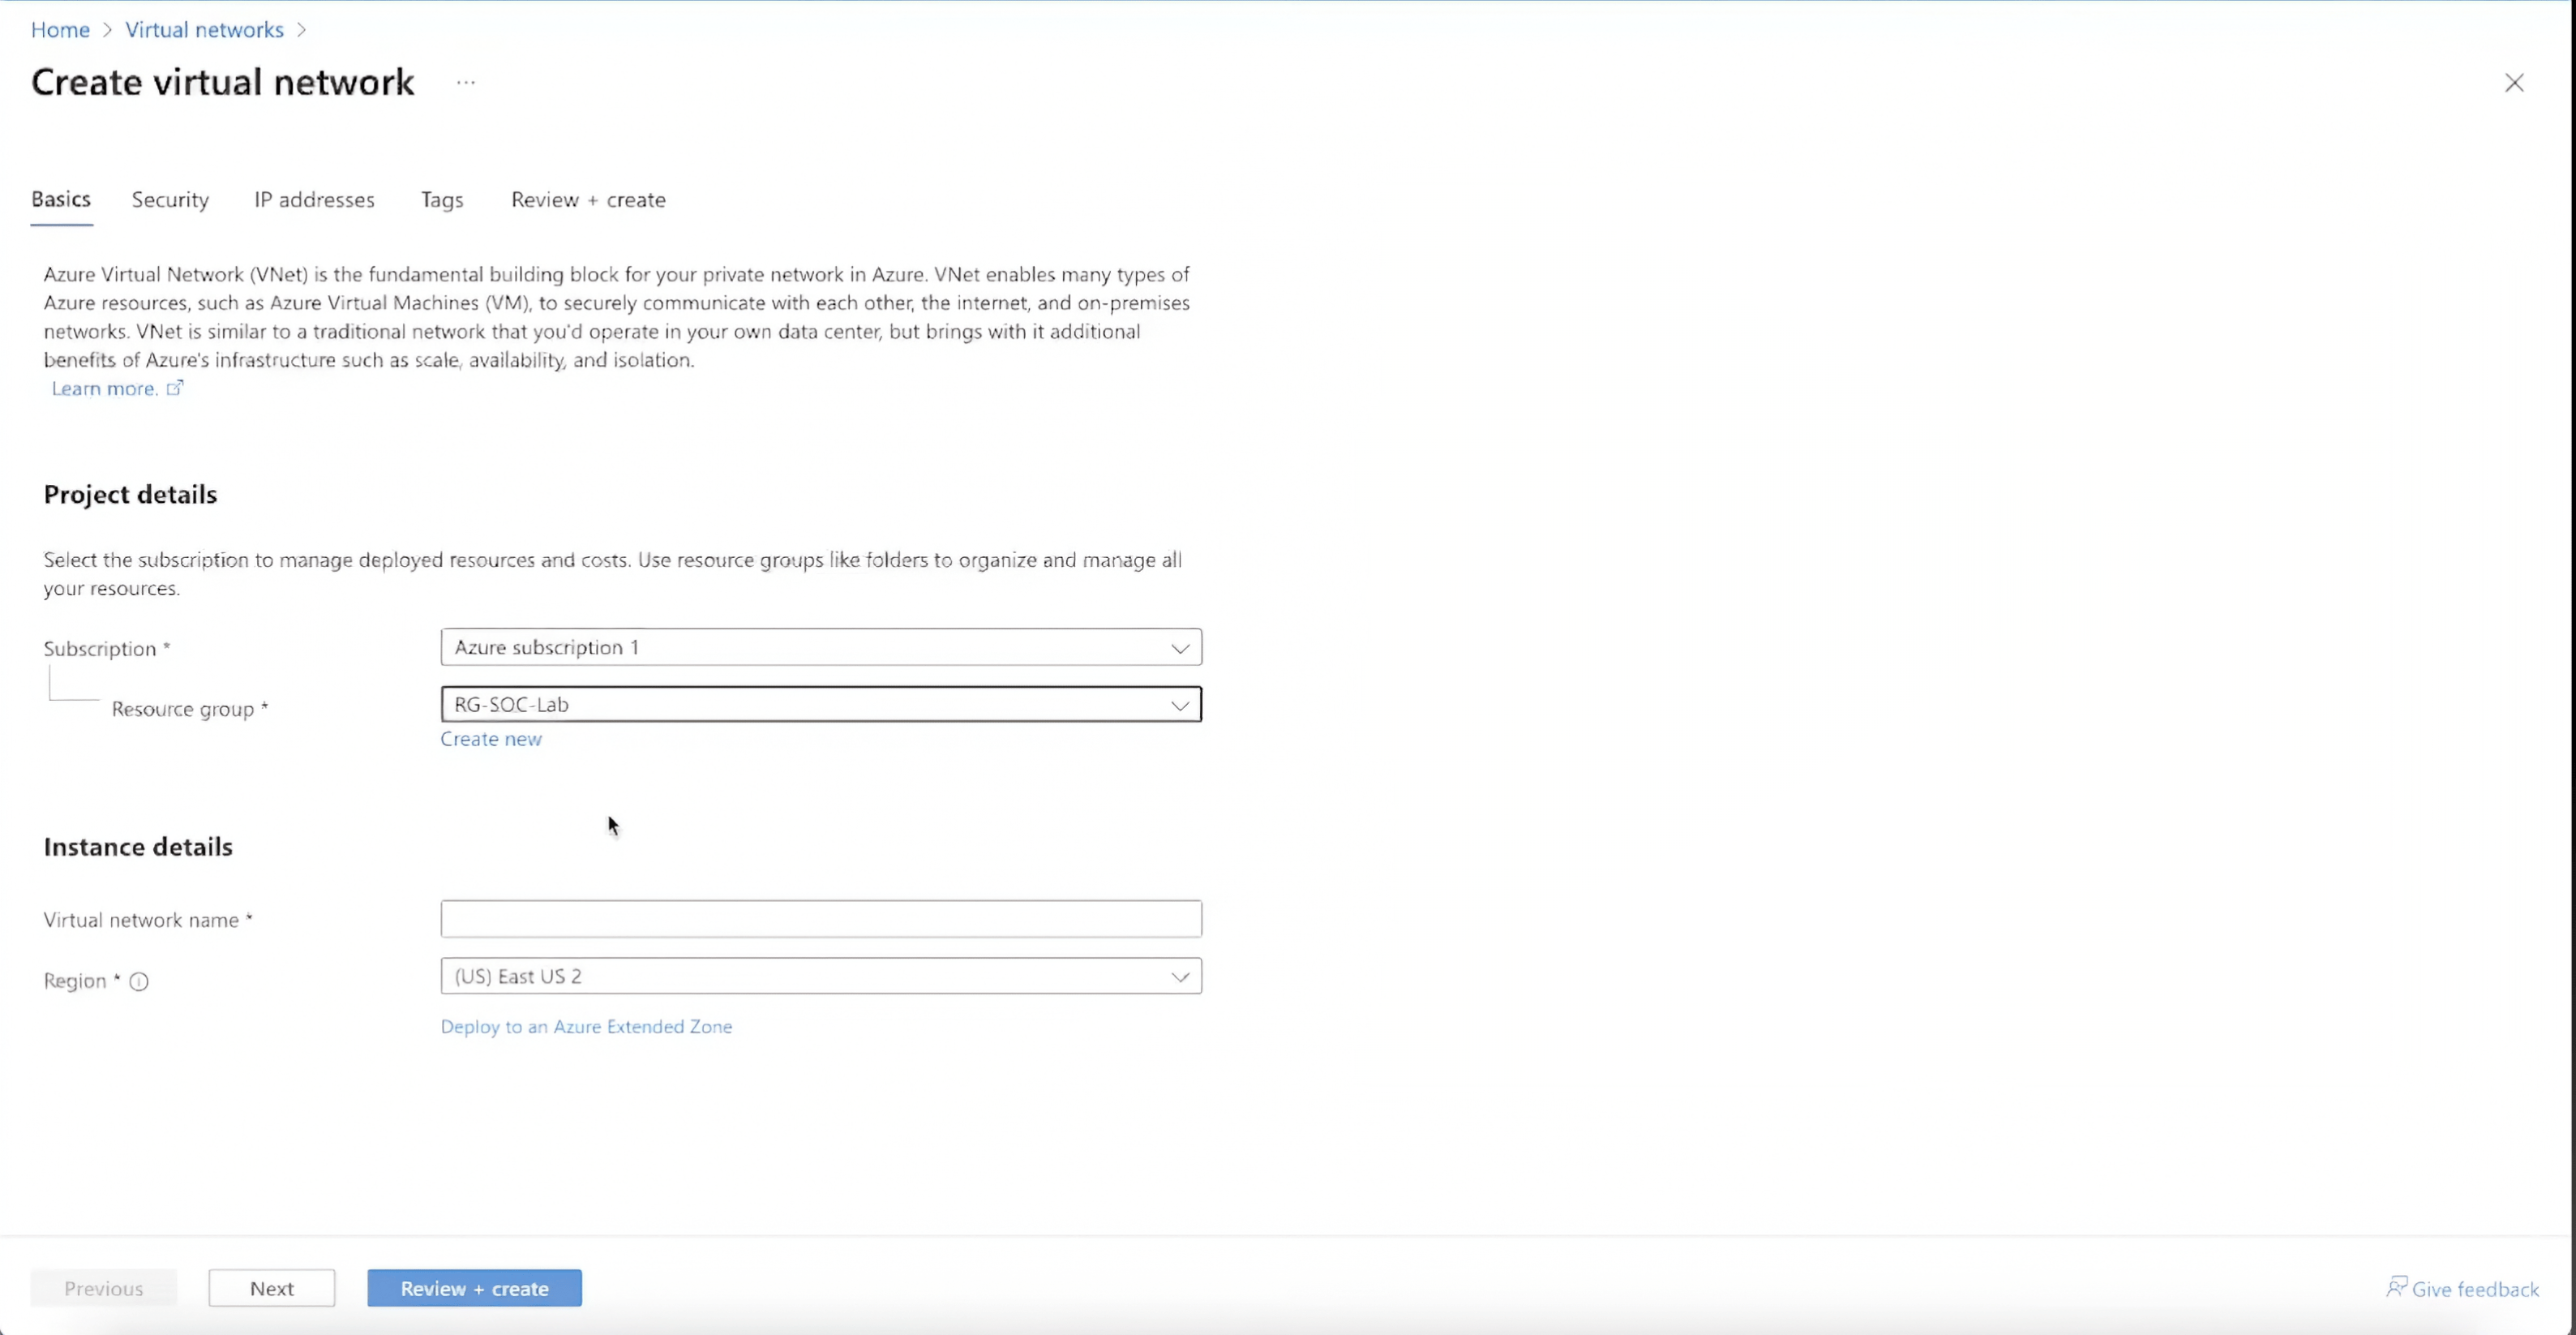 Home > Virtual networks >
Create virtual network ...
Basics Security IP addresses Tags Review + create
Azure Virtual Network (VNet) is the fundamental building block for your private network in Azure. VNet enables many types of
Azure resources, such as Azure Virtual Machines (VM), to securely communicate with each other, the internet, and on-premises
networks. VNet is similar to a traditional network that you'd operate in your own data center, but brings with it additional
benefits of Azure's infrastructure such as scale, availability, and isolation.
Learn more.
Project details
Select the subscription to manage deployed resources and costs. Use resource groups like folders to organize and manage all
your resources.
Subscription * Azure subscription 1
Resource group * RG-SOC-Lab
Create new
Instance details
Virtual network name *
Region * (US) East US 2
Deploy to an Azure Extended Zone
Previous Next Review + create Give feedback